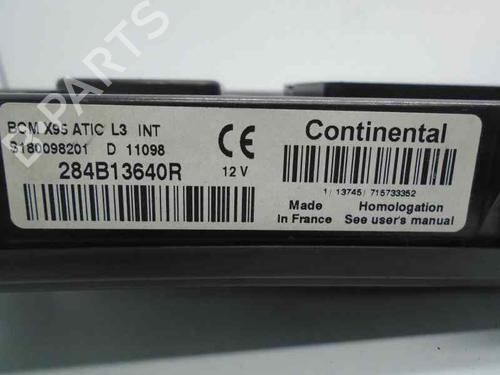 BCM X95 ATIC L3 INT
S180098201 D 11098
284B13640R
12 V
CE
Continental
1/ 13745/ 715733352
Made in France
Homologation See user's manual
B-PARTS